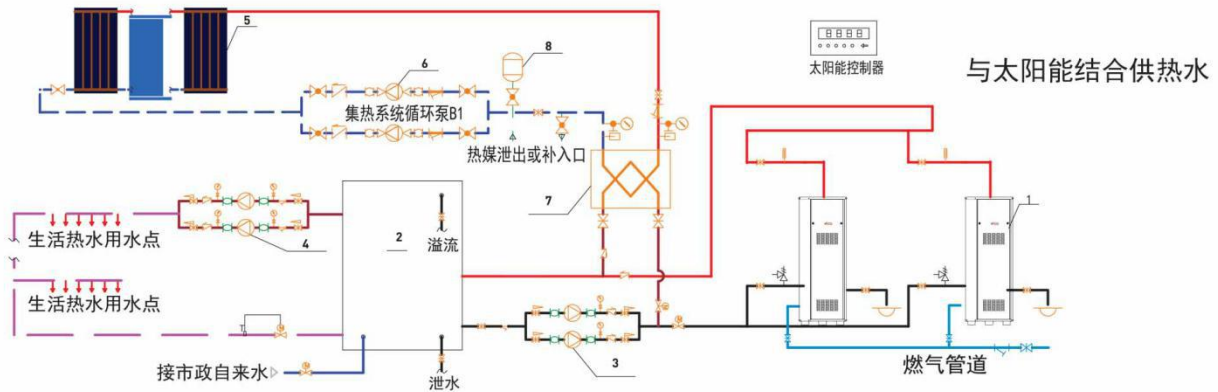 5
8
6
太阳能控制器
与太阳能结合供热水
集热系统循环泵B1
热媒泄出或补入口
7
1
4
2
溢流
生活热水用水点
生活热水用水点
3
接市政自来水
泄水
燃气管道